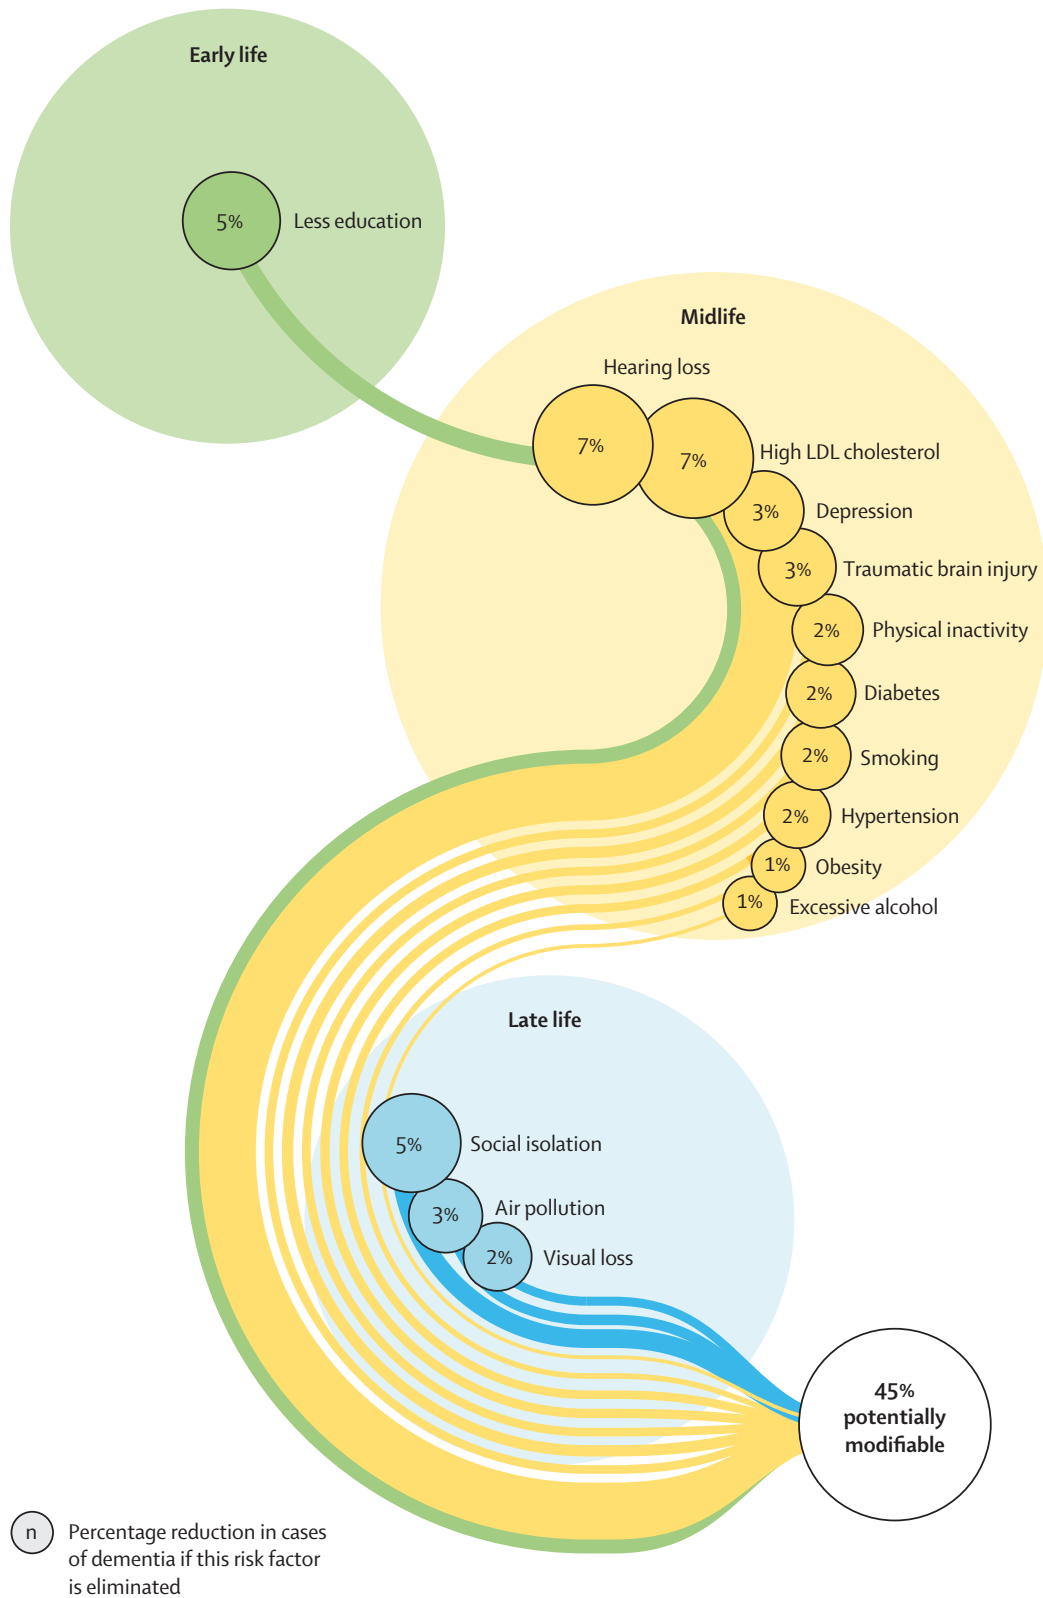 Early life
5%
Less education
Midlife
Hearing loss
7%
7%
High LDL cholesterol
3%
Depression
3%
Traumatic brain injury
2%
Physical inactivity
2%
Diabetes
2%
Smoking
2%
Hypertension
1%
Obesity
1%
Excessive alcohol
Late life
5%
Social isolation
3%
Air pollution
2%
Visual loss
45%
potentially
modifiable
n
Percentage reduction in cases
of dementia if this risk factor
is eliminated